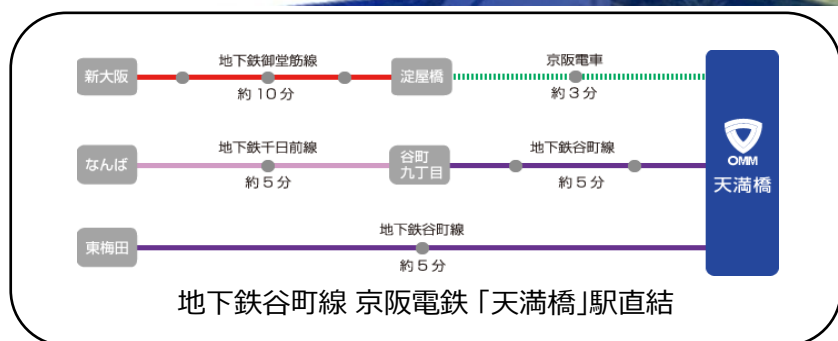 新大阪
地下鉄御堂筋線
約10分
淀屋橋
京阪電車
約3分
なんば
地下鉄千日前線
約5分
谷町
九丁目
地下鉄谷町線
約5分
東梅田
地下鉄谷町線
約5分
OMM
天満橋
地下鉄谷町線 京阪電鉄「天満橋」駅直結